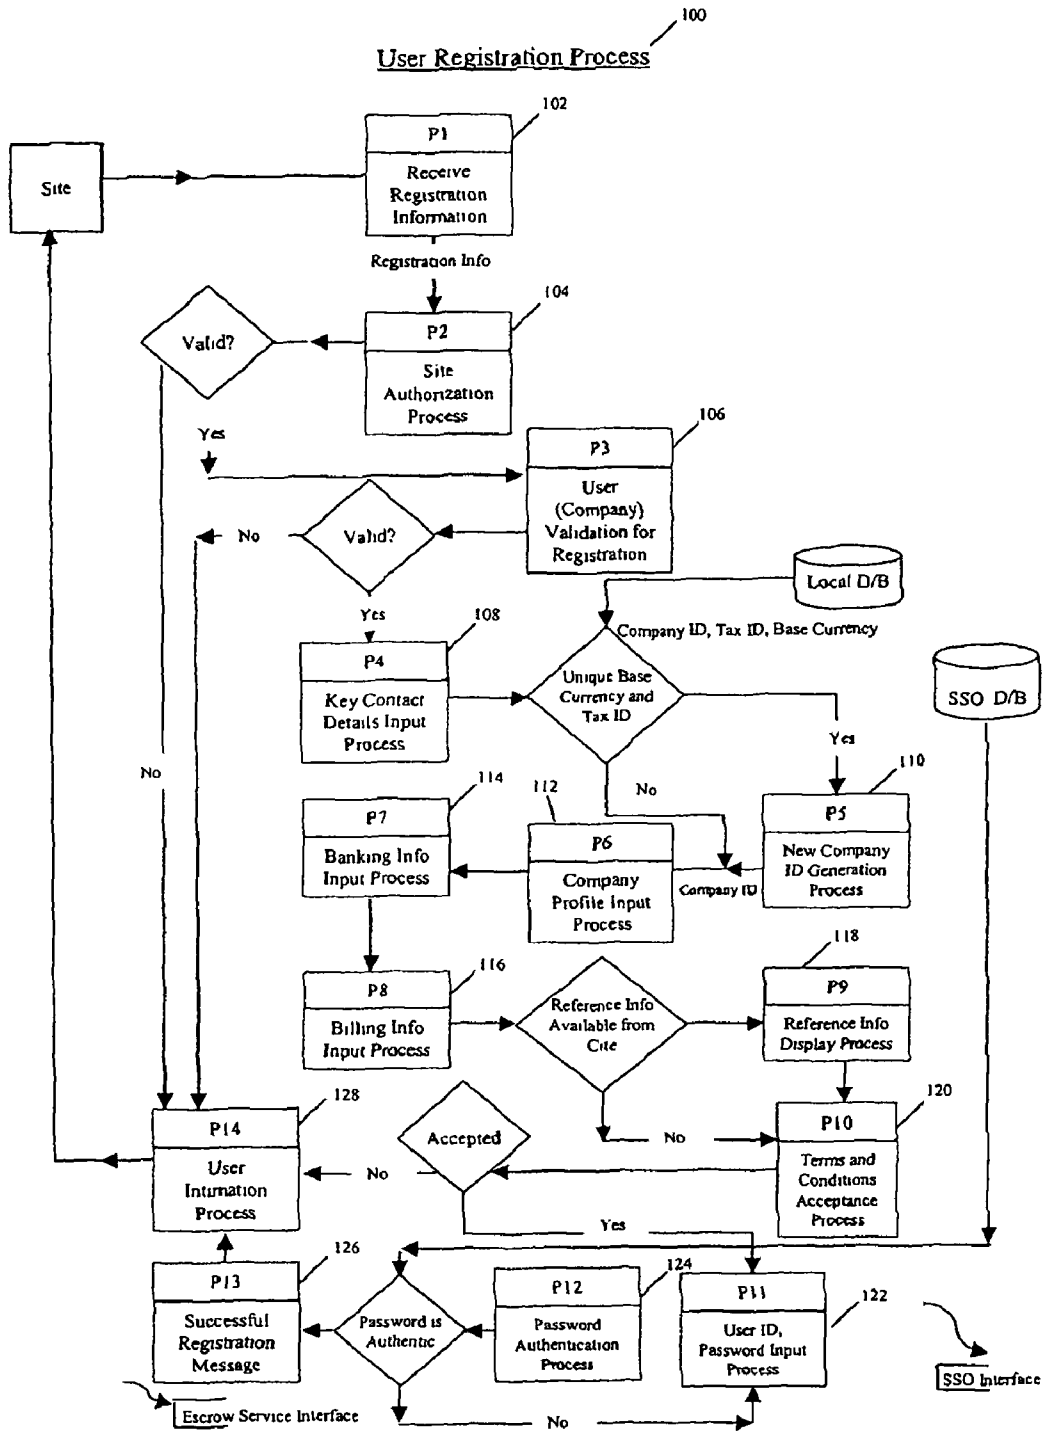 100
User Registration Process
102
P1
Site
Receive
Registration
Information
Registration Info
104
Valid?
P2
Site
Authorization
Process
106
Yes
P3
User
(Company)
Validation for
Registration
No
Valid?
Local D/B
Yes
108
Company ID, Tax ID, Base Currency
P4
Key Contact
Details Input
Process
Unique Base
Currency and
Tax ID
SSO D/B
Yes
No
114
112
No
110
P7
Banking Info
Input Process
P6
Company
Profile Input
Process
Company ID
P5
New Company
ID Generation
Process
116
118
P8
Billing Info
Input Process
Reference Info
Available from
Cite
P9
Reference Info
Display Process
128
120
P14
User
Intimation
Process
Accepted
No
No
P10
Terms and
Conditions
Acceptance
Process
Yes
126
124
P13
Successful
Registration
Message
Password is
Authentic
P12
Password
Authentication
Process
P11
User ID,
Password Input
Process
122
SSO Interface
Escrow Service Interface
No